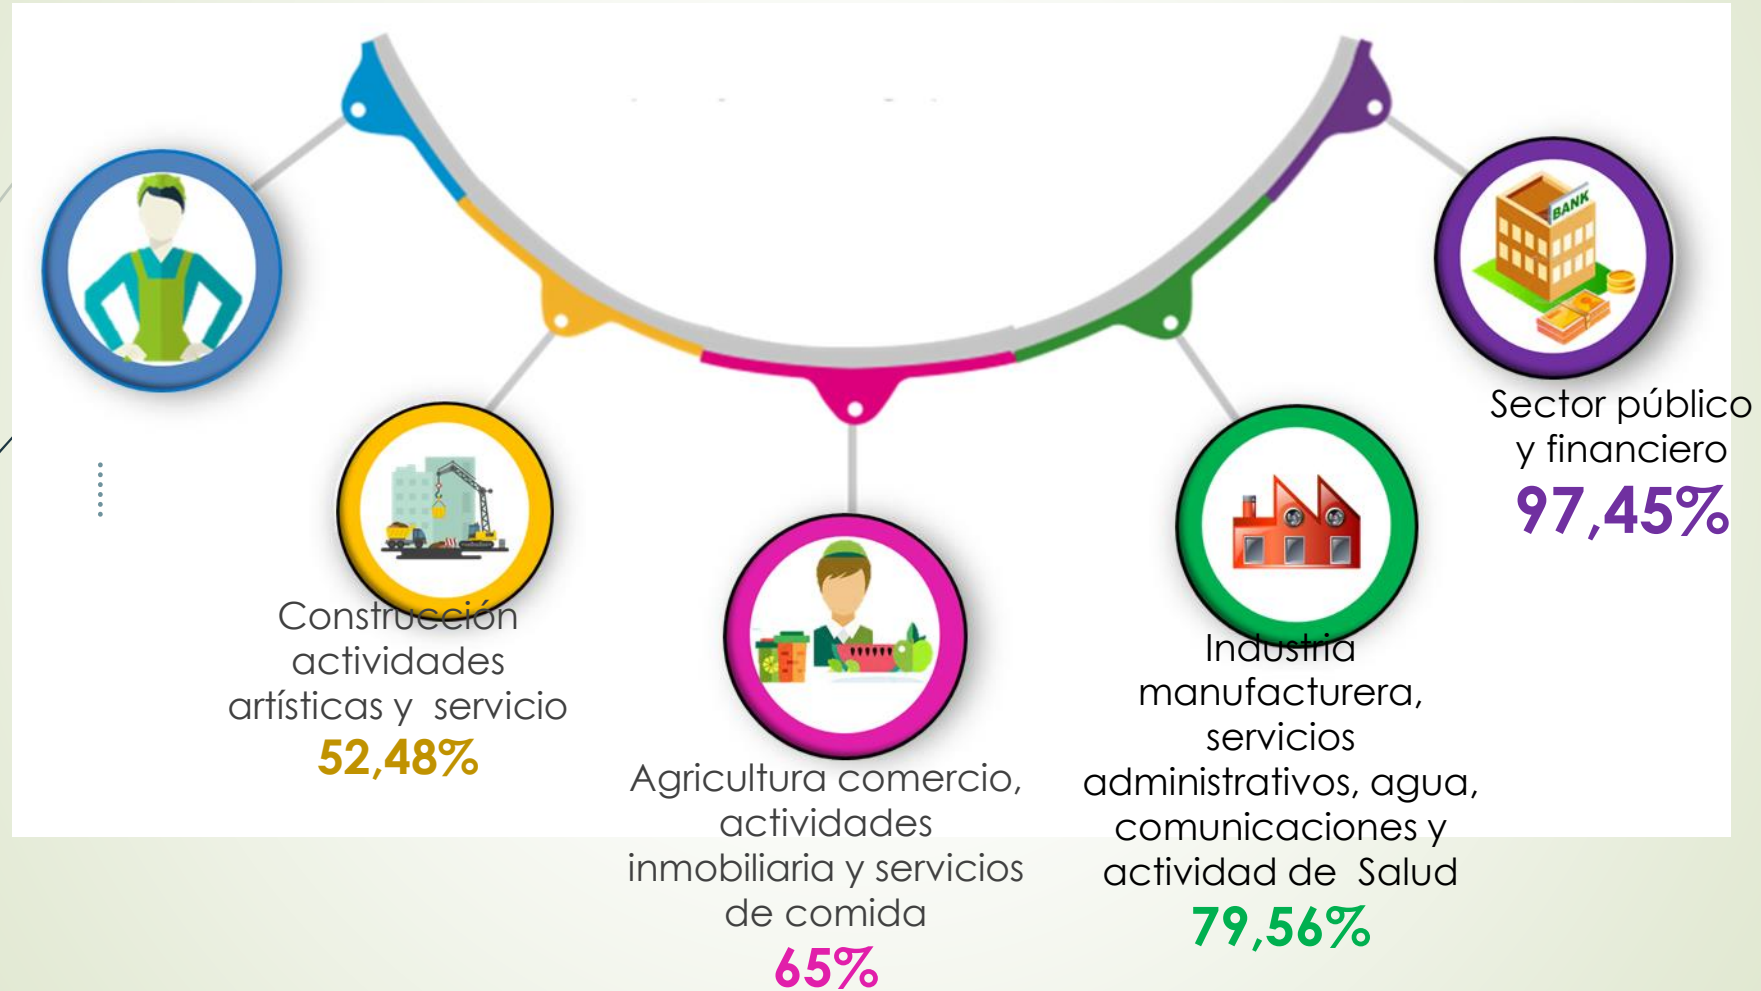 BANK
Construcción
actividades
artísticas y servicio
52,48%
Agricultura comercio,
actividades
inmobiliaria y servicios
de comida
65%
Industria
manufacturera,
servicios
administrativos, agua,
comunicaciones y
actividad de Salud
79,56%
Sector público
y financiero
97,45%